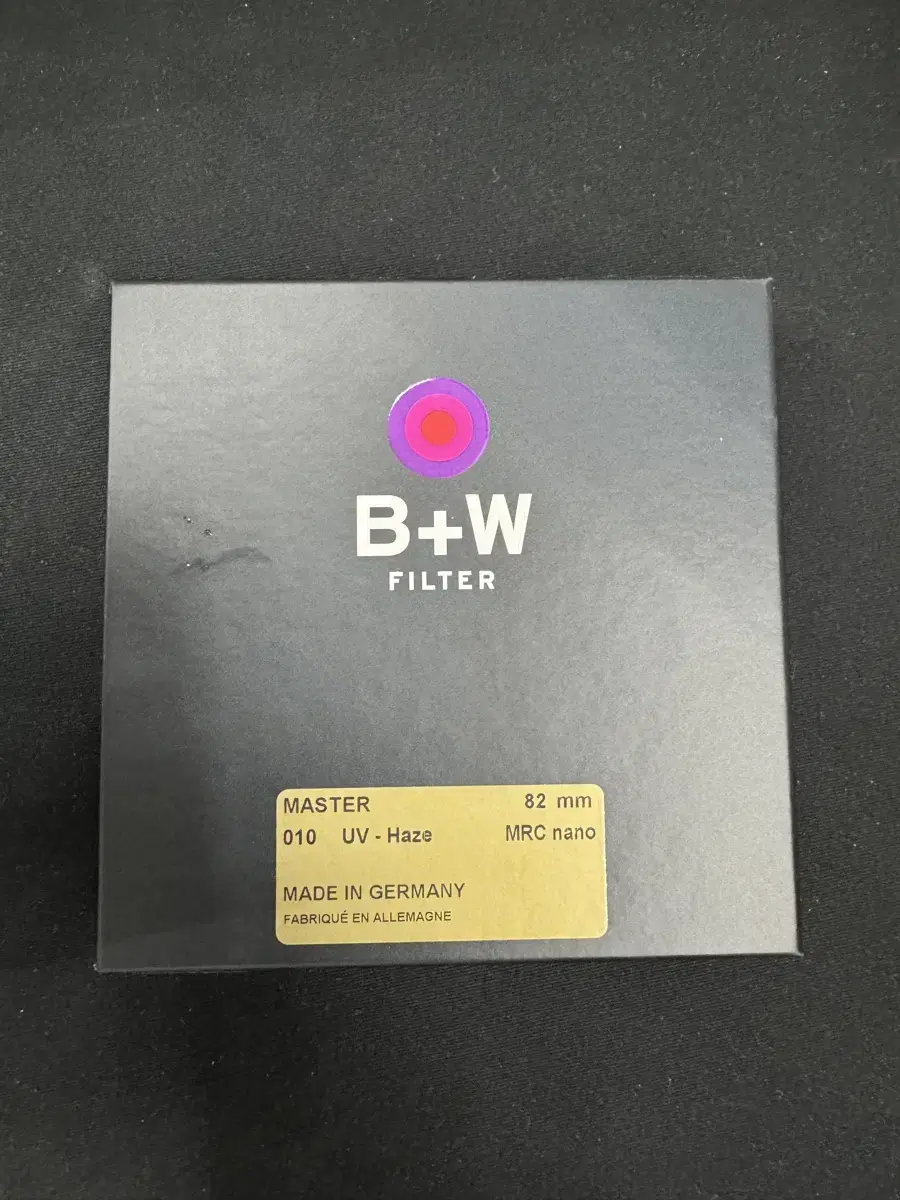 B+W
FILTER
MASTER 82 mm
010 UV - Haze MRC nano
MADE IN GERMANY
FABRIQUÉ EN ALLEMAGNE